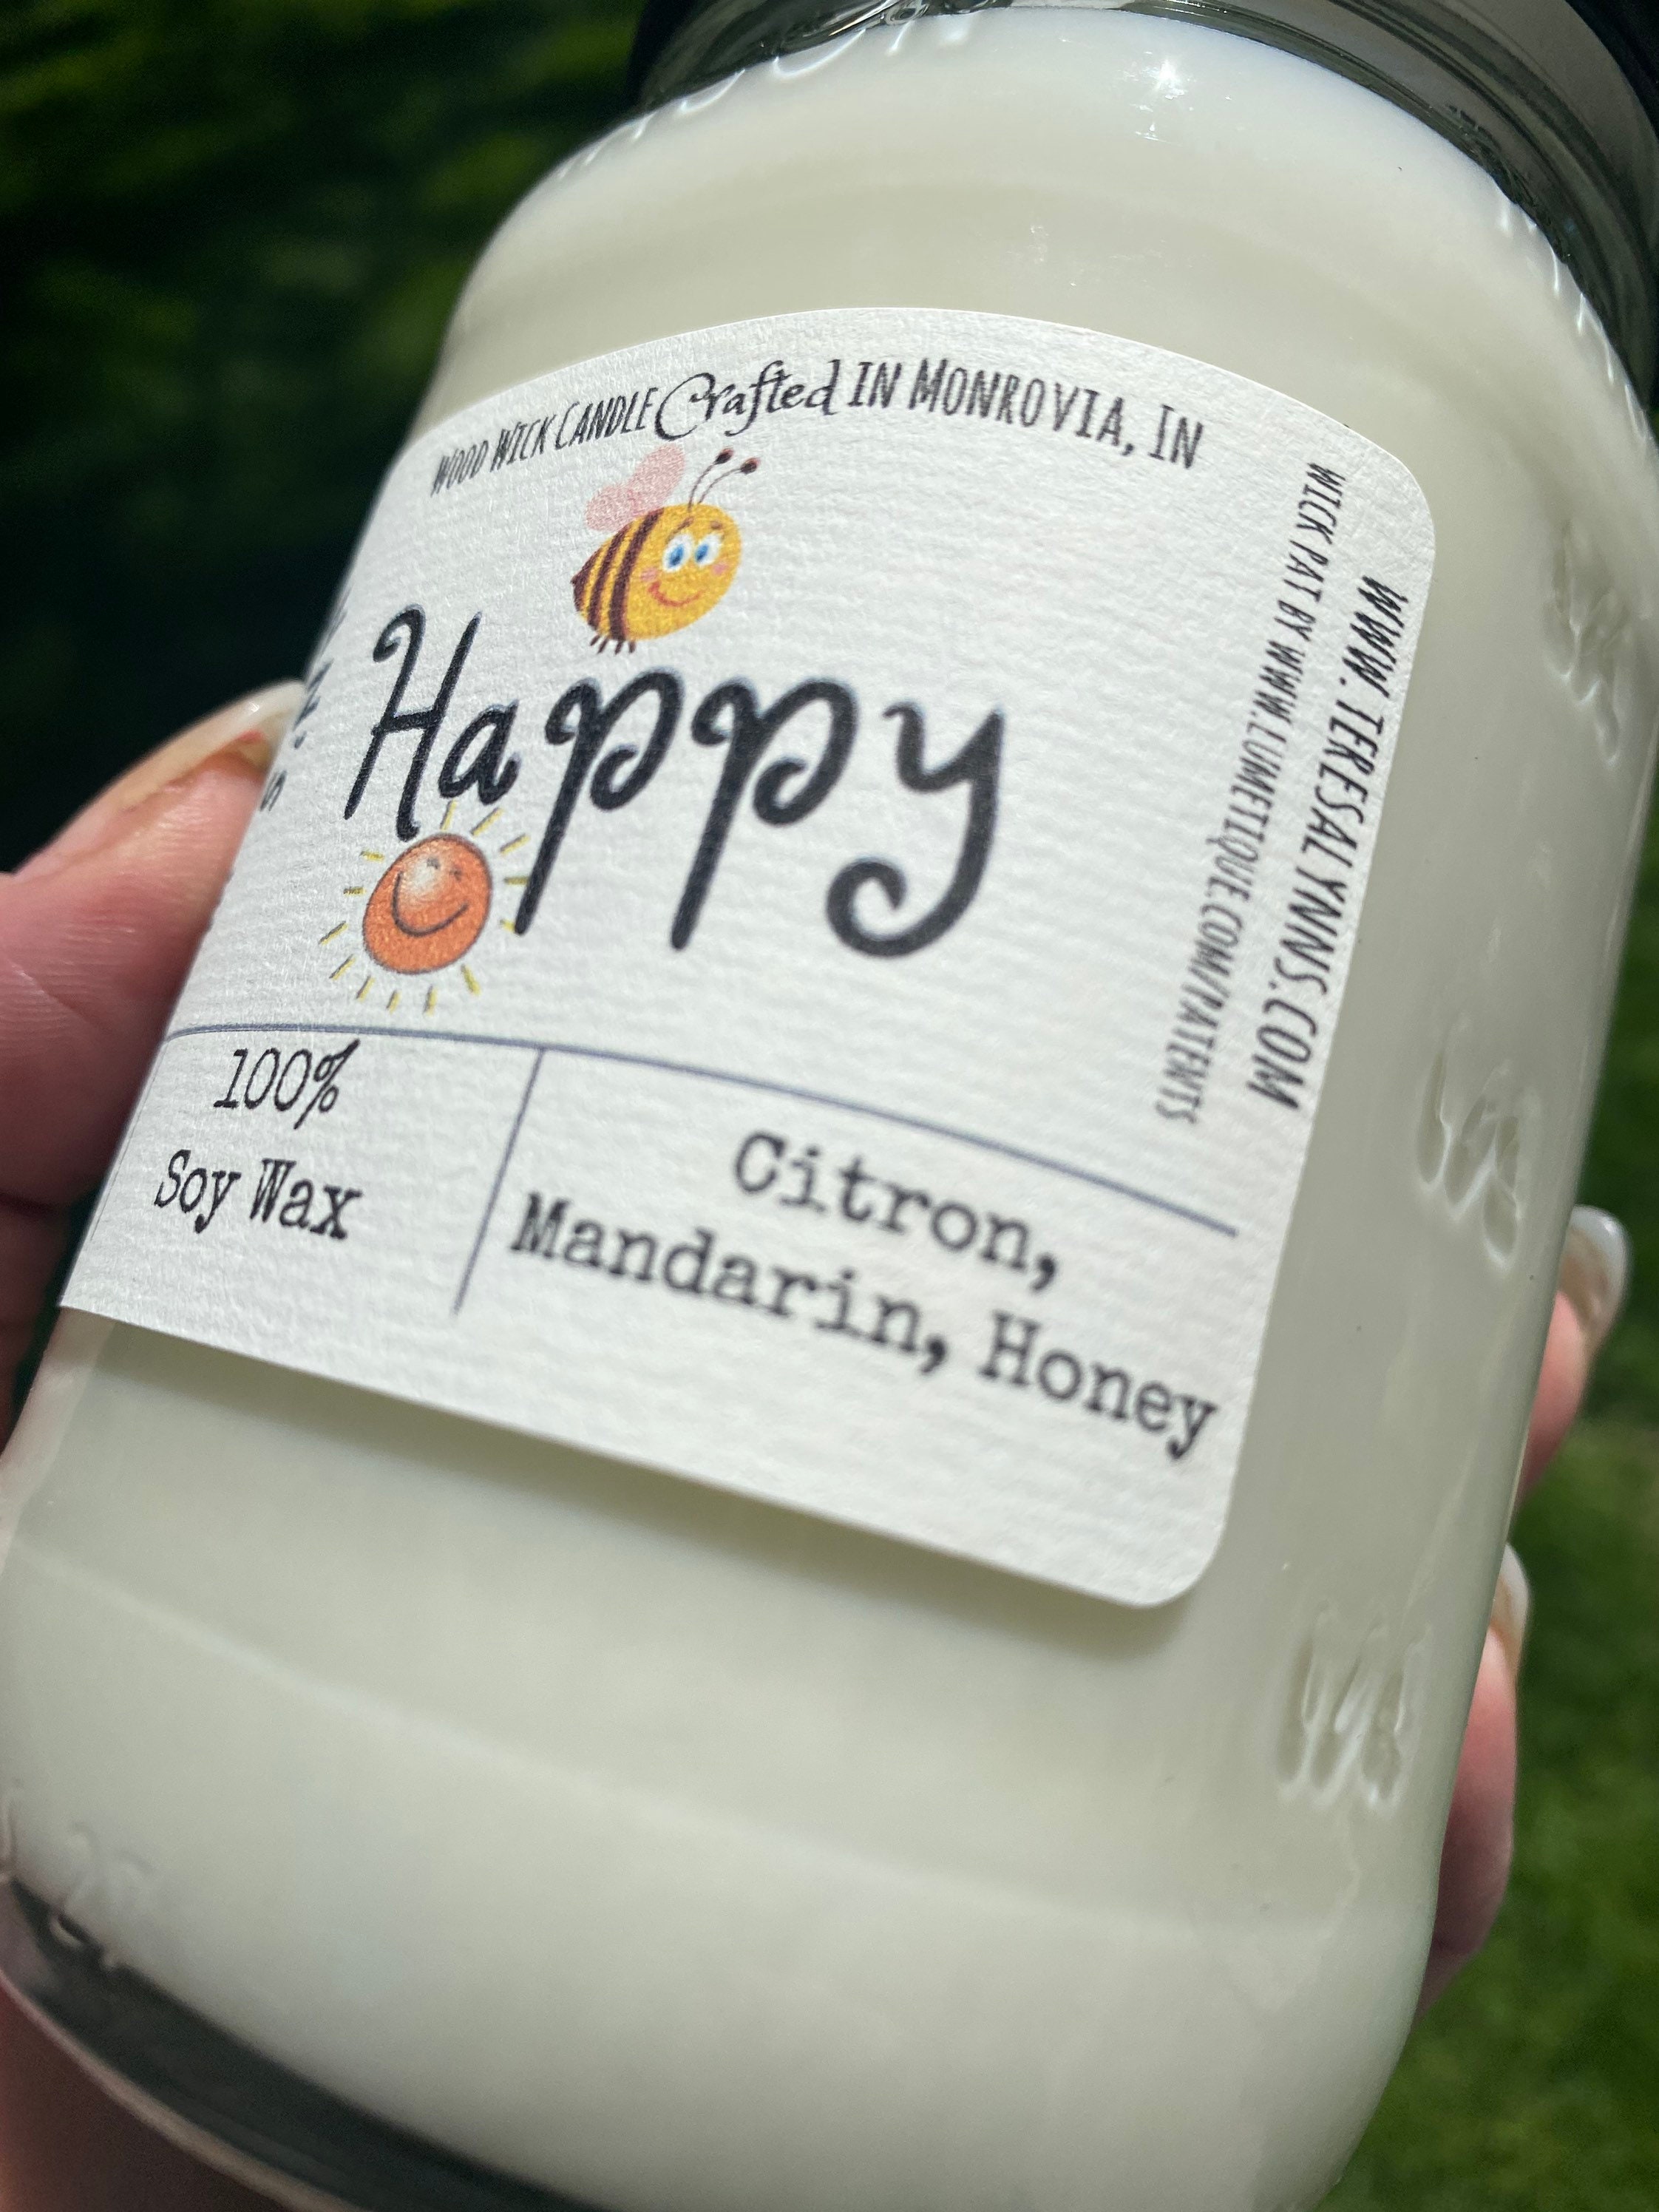 WOOD WICK CANDLE Crafted IN MONROVIA, IN
Happy
100%
Soy Wax
Citron,
Mandarin, Honey
WWW.TERESALYNNS.COM
WICK PAT BY WWW.LUMETIQUE.COM/PATENTS